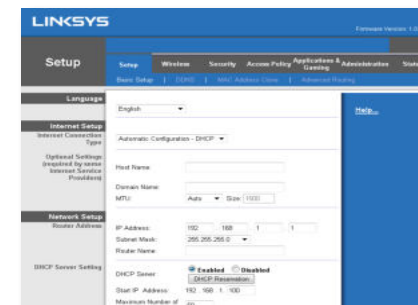 LINKSYS
Firmware Version: 1.0
Setup
Setup Wireless Security Access Policy Applications & Gaming Administration
Basic Setup | DDNS | MAC Address Clone | Advanced Routing
Language
English
Help...
Internet Setup
Internet Connection Type
Automatic Configuration - DHCP
Optional Settings
(required by some
Internet Service
Providers)
Host Name:
Domain Name:
MTU: Auto Size: 1500
Network Setup
Router Address
IP Address: 192 168 1 1
Subnet Mask: 255.255.255.0
Router Name:
DHCP Server Setting
DHCP Server: Enabled Disabled
DHCP Reservation
Start IP Address: 192 . 168 . 1 . 100
Maximum Number of